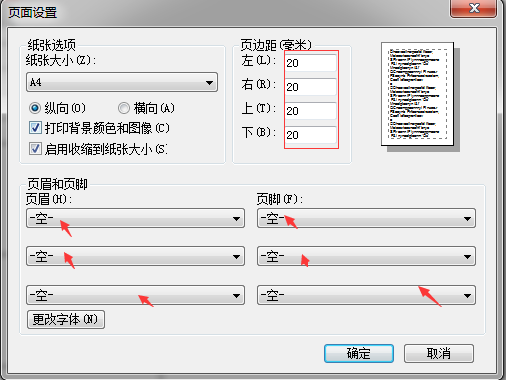 页面设置
纸张选项
纸张大小(Z):
A4
纵向(O)
横向(A)
打印背景颜色和图像(C)
启用收缩到纸张大小(S)
页边距(毫米)
左(L):
20
右(R):
20
上(T):
20
下(B):
20
页眉和页脚
页眉(H):
页脚(F):
-空-
-空-
-空-
-空-
-空-
-空-
更改字体(N)
确定
取消